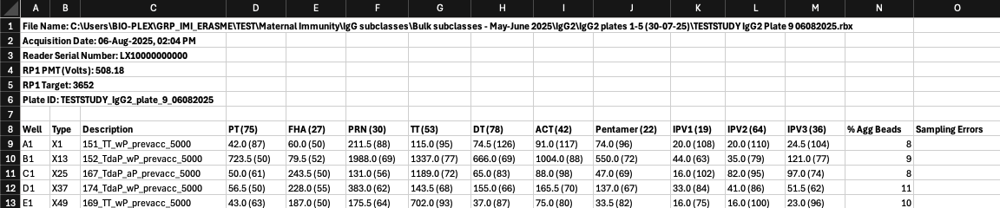 A B C D E F G H I J K L M N O
1 File Name: C:\Users\BIO-PLEX\GRP_IMI_ERASME\TEST\Maternal Immunity\IgG subclasses\Bulk subclasses - May-June 2025\IgG2\IgG2 plates 1-5 (30-07-25)\TESTSTUDY IgG2 Plate 9 06082025.rbx
2 Acquisition Date: 06-Aug-2025, 02:04 PM
3 Reader Serial Number: LX10000000000
4 RP1 PMT (Volts): 508.18
5 RP1 Target: 3652
6 Plate ID: TESTSTUDY_IgG2_plate_9_06082025
7
8 Well Type Description PT (75) FHA (27) PRN (30) TT (53) DT (78) ACT (42) Pentamer (22) IPV1 (19) IPV2 (64) IPV3 (36) % Agg Beads Sampling Errors
9 A1 X1 151_TT_wP_prevacc_5000 42.0 (87) 60.0 (50) 211.5 (88) 115.0 (95) 74.5 (126) 91.0 (117) 74.0 (96) 20.0 (108) 20.0 (110) 24.5 (104) 8
10 B1 X13 152_TdaP_wP_prevacc_5000 723.5 (50) 79.5 (52) 1988.0 (69) 1337.0 (77) 666.0 (69) 1004.0 (88) 550.0 (72) 44.0 (63) 35.0 (79) 121.0 (77) 9
11 C1 X25 167_TdaP_aP_prevacc_5000 50.0 (61) 243.5 (50) 131.0 (56) 1189.0 (72) 65.0 (83) 88.0 (98) 47.0 (69) 16.0 (102) 82.0 (95) 97.0 (74) 8
12 D1 X37 174_TdaP_wP_prevacc_5000 56.5 (50) 228.0 (55) 383.0 (62) 143.5 (68) 155.0 (66) 165.5 (70) 137.0 (67) 33.0 (84) 41.0 (86) 51.5 (62) 11
13 E1 X49 169_TT_wP_prevacc_5000 43.0 (63) 187.0 (50) 175.5 (64) 702.0 (93) 37.0 (87) 75.0 (80) 33.5 (82) 16.0 (75) 16.0 (100) 23.0 (96) 10